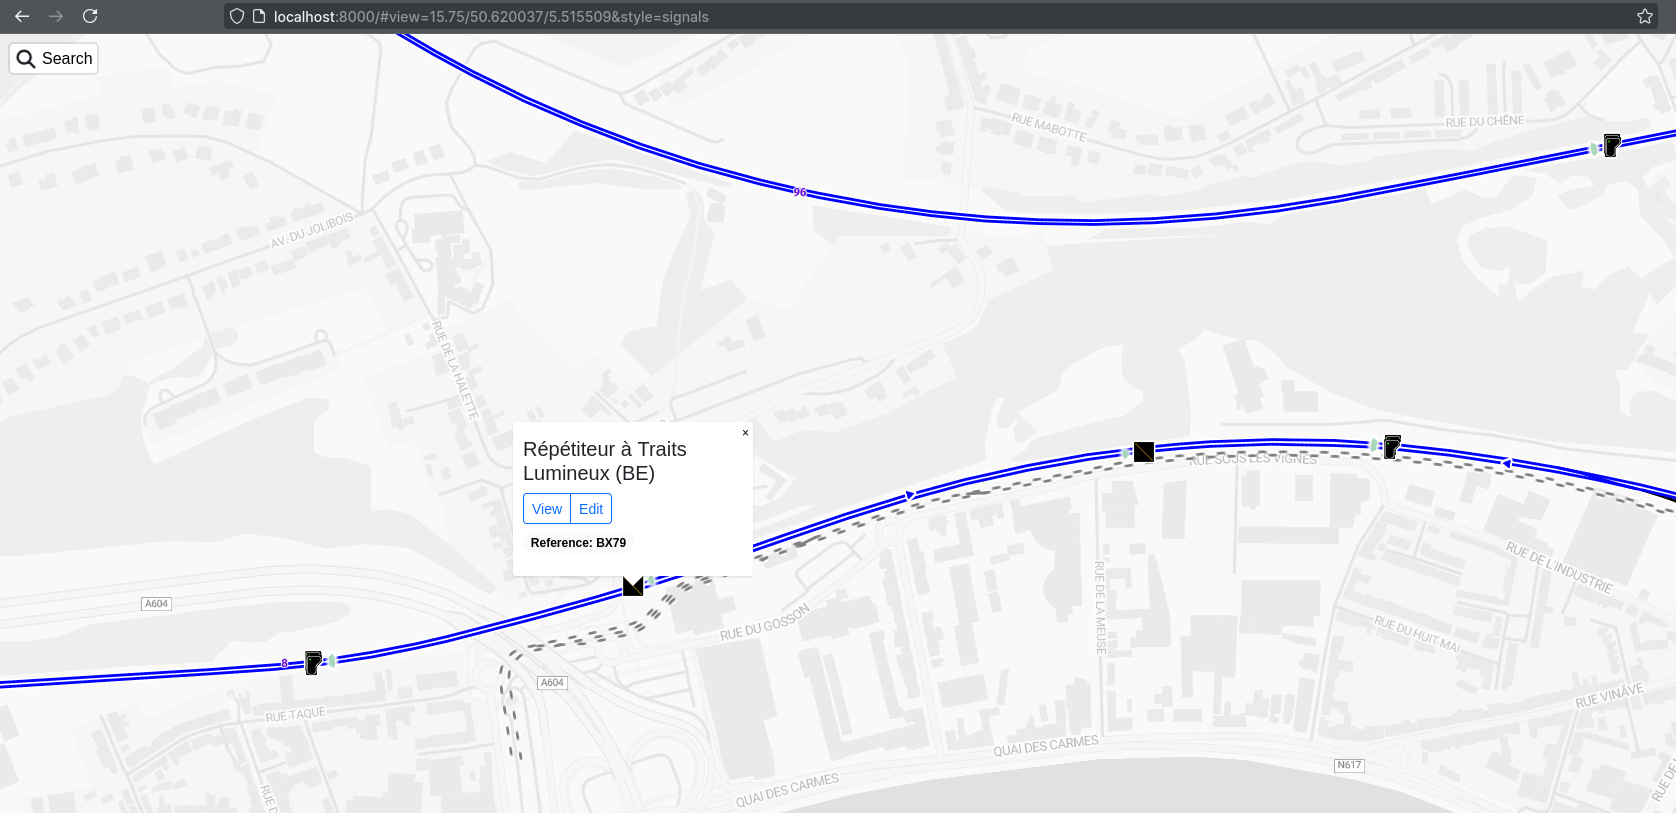 localhost:8000/#view=15.75/50.620037/5.515509&style=signals
Search
RUE MABOTTE
RUE DU CHÊNE
96
AV. DU JOLIBOIS
RUE DE LA HALETTE
×
Répétiteur à Traits
Lumineux (BE)
View Edit
Reference: BX79
RUE SOUS LES VIGNES
RUE DE L'INDUSTRIE
A604
RUE DU GOSSON
RUE DE LA MEUSE
RUE DU HUIT MAI
8
A604
RUE VINÂVE
RUE TAQUE
QUAI DES CARMES
N617
QUAI DES CARMES
RUE DE